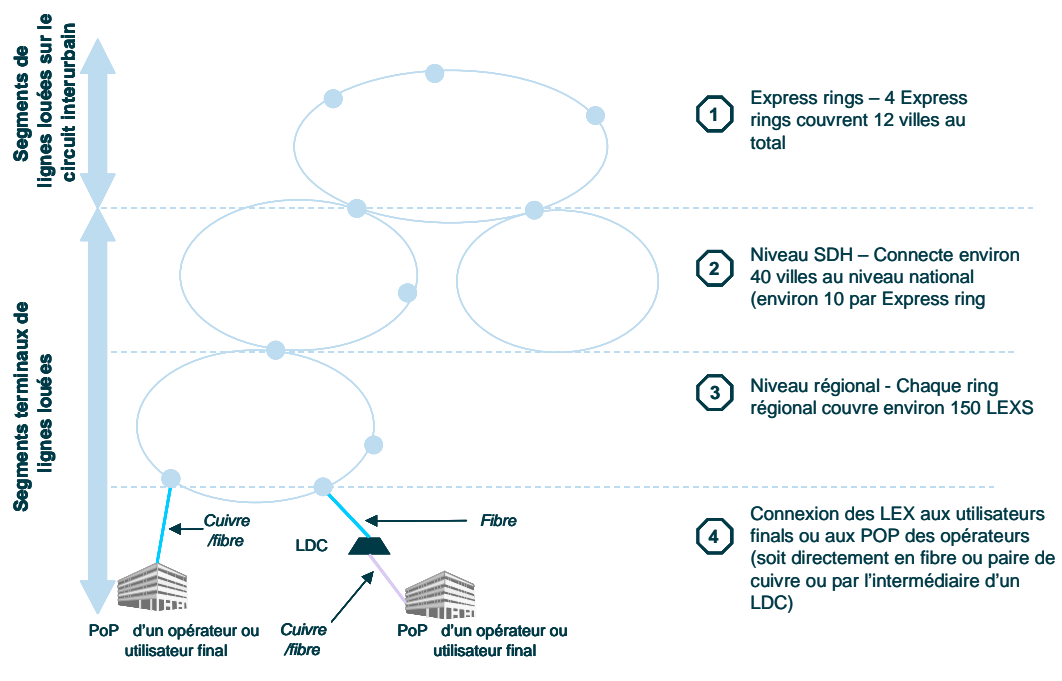 Segments de
lignes louées sur le
circuit interurbain
1
Express rings – 4 Express
rings couvrent 12 villes au
total
Segments terminaux de
lignes louées
2
Niveau SDH – Connecte environ
40 villes au niveau national
(environ 10 par Express ring
3
Niveau régional - Chaque ring
régional couvre environ 150 LEXS
4
Connexion des LEX aux utilisateurs
finals ou aux POP des opérateurs
(soit directement en fibre ou paire de
cuivre ou par l’intermédiaire d’un
LDC)
Cuivre
/fibre
Fibre
LDC
Cuivre
/fibre
PoP d’un opérateur ou
utilisateur final
PoP d’un opérateur ou
utilisateur final